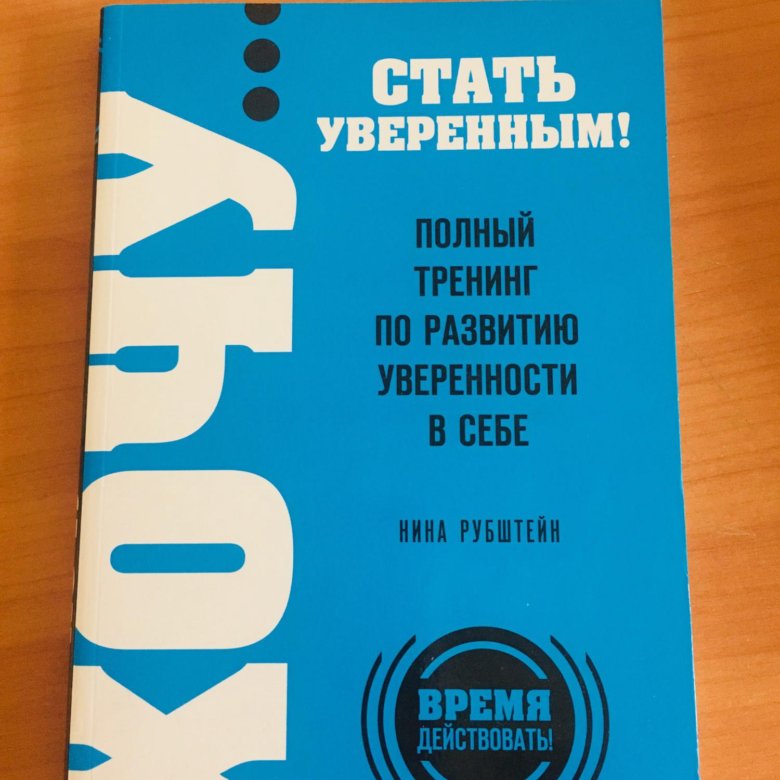 ХОЧУ...
СТАТЬ
УВЕРЕННЫМ!
ПОЛНЫЙ
ТРЕНИНГ
ПО РАЗВИТИЮ
УВЕРЕННОСТИ
В СЕБЕ
НИНА РУБШТЕЙН
ВРЕМЯ
ДЕЙСТВОВАТЬ!